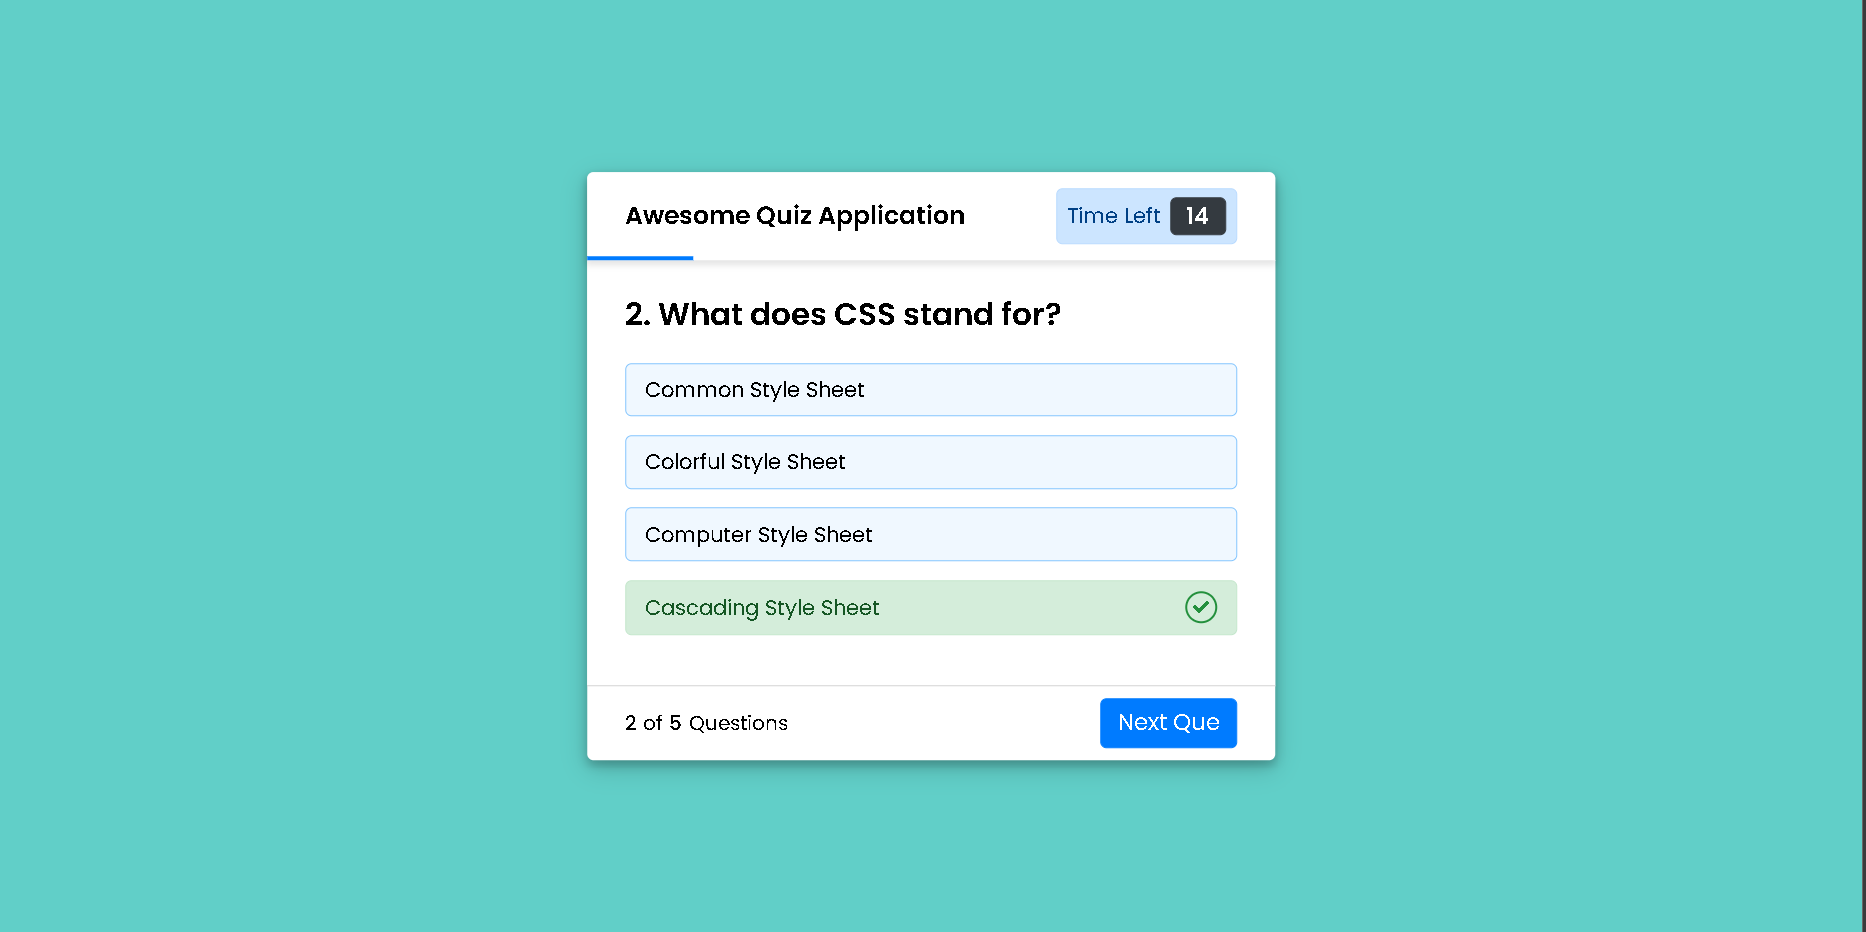 Awesome Quiz Application
Time Left 14
2. What does CSS stand for?
Common Style Sheet
Colorful Style Sheet
Computer Style Sheet
Cascading Style Sheet
2 of 5 Questions
Next Que